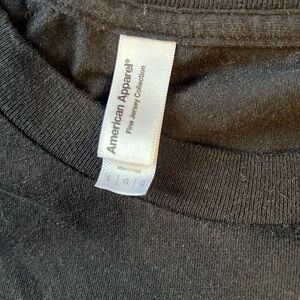 American Apparel®
Fine Jersey Collection
L | G | G